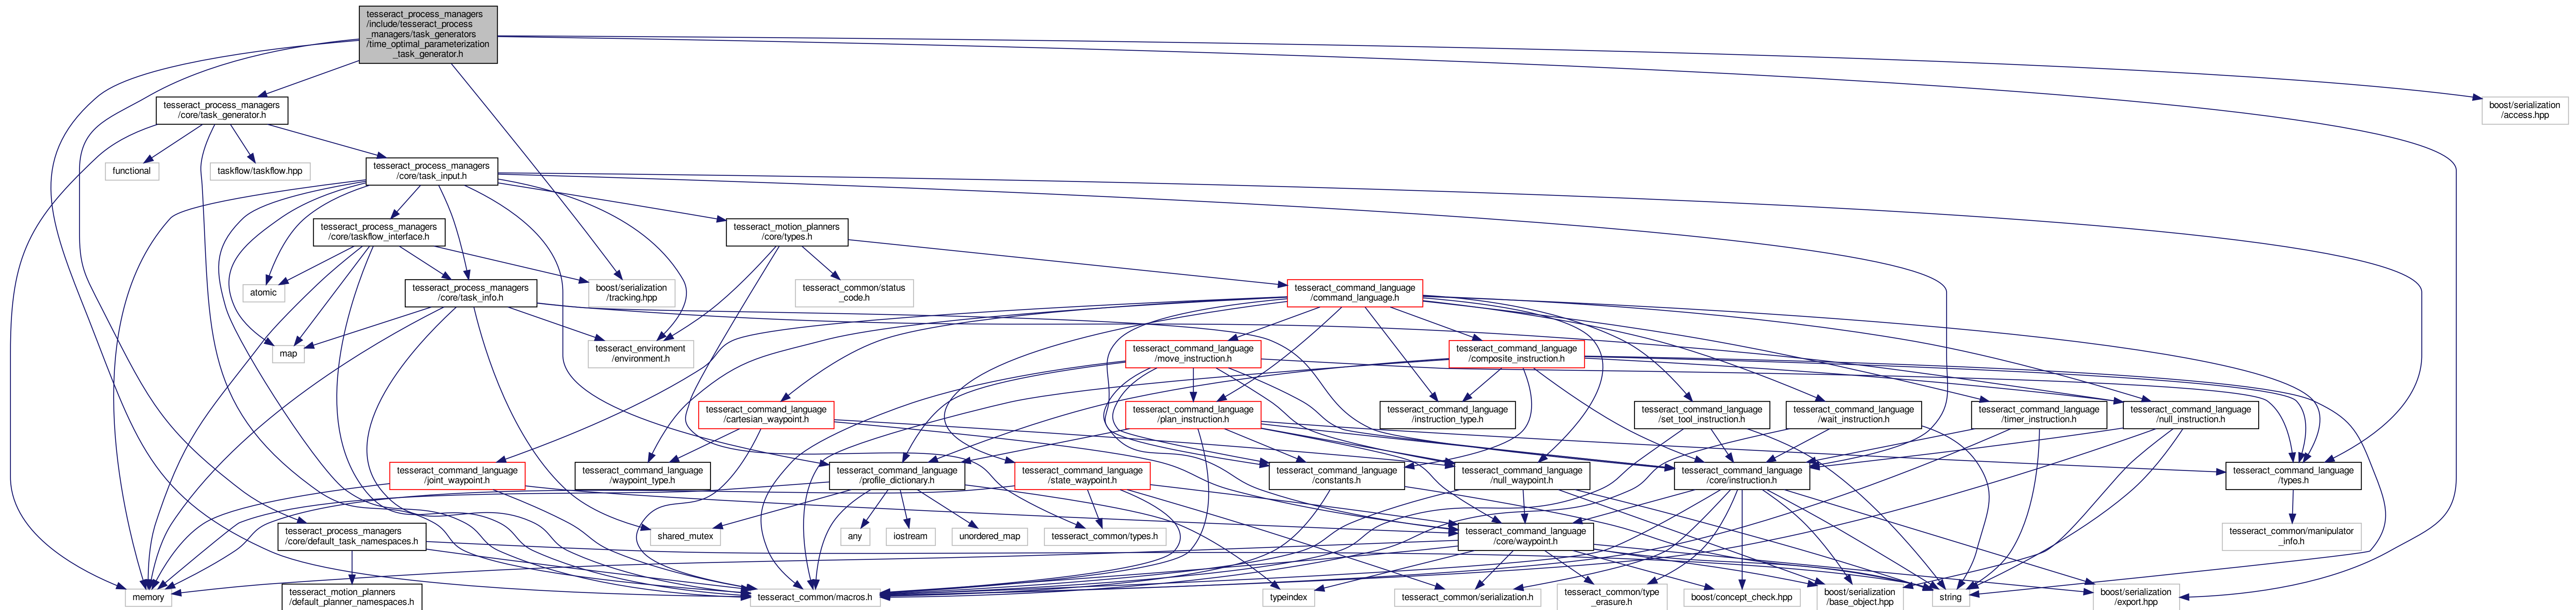 tesseract_process_managers
/include/tesseract_process
_managers/task_generators
/time_optimal_parameterization
_task_generator.h
tesseract_process_managers
/core/task_generator.h
boost/serialization
/access.hpp
functional
taskflow/taskflow.hpp
tesseract_process_managers
/core/task_input.h
tesseract_process_managers
/core/taskflow_interface.h
tesseract_motion_planners
/core/types.h
atomic
tesseract_process_managers
/core/task_info.h
boost/serialization
/tracking.hpp
tesseract_common/status
_code.h
tesseract_command_language
/command_language.h
map
tesseract_environment
/environment.h
tesseract_command_language
/move_instruction.h
tesseract_command_language
/composite_instruction.h
tesseract_command_language
/cartesian_waypoint.h
tesseract_command_language
/plan_instruction.h
tesseract_command_language
/instruction_type.h
tesseract_command_language
/set_tool_instruction.h
tesseract_command_language
/wait_instruction.h
tesseract_command_language
/timer_instruction.h
tesseract_command_language
/null_instruction.h
tesseract_command_language
/joint_waypoint.h
tesseract_command_language
/waypoint_type.h
tesseract_command_language
/profile_dictionary.h
tesseract_command_language
/state_waypoint.h
tesseract_command_language
/constants.h
tesseract_command_language
/null_waypoint.h
tesseract_command_language
/core/instruction.h
tesseract_command_language
/types.h
tesseract_process_managers
/core/default_task_namespaces.h
shared_mutex
any
iostream
unordered_map
tesseract_common/types.h
tesseract_command_language
/core/waypoint.h
tesseract_common/manipulator
_info.h
memory
tesseract_motion_planners
/default_planner_namespaces.h
tesseract_common/macros.h
typeindex
tesseract_common/serialization.h
tesseract_common/type
_erasure.h
boost/concept_check.hpp
boost/serialization
/base_object.hpp
string
boost/serialization
/export.hpp